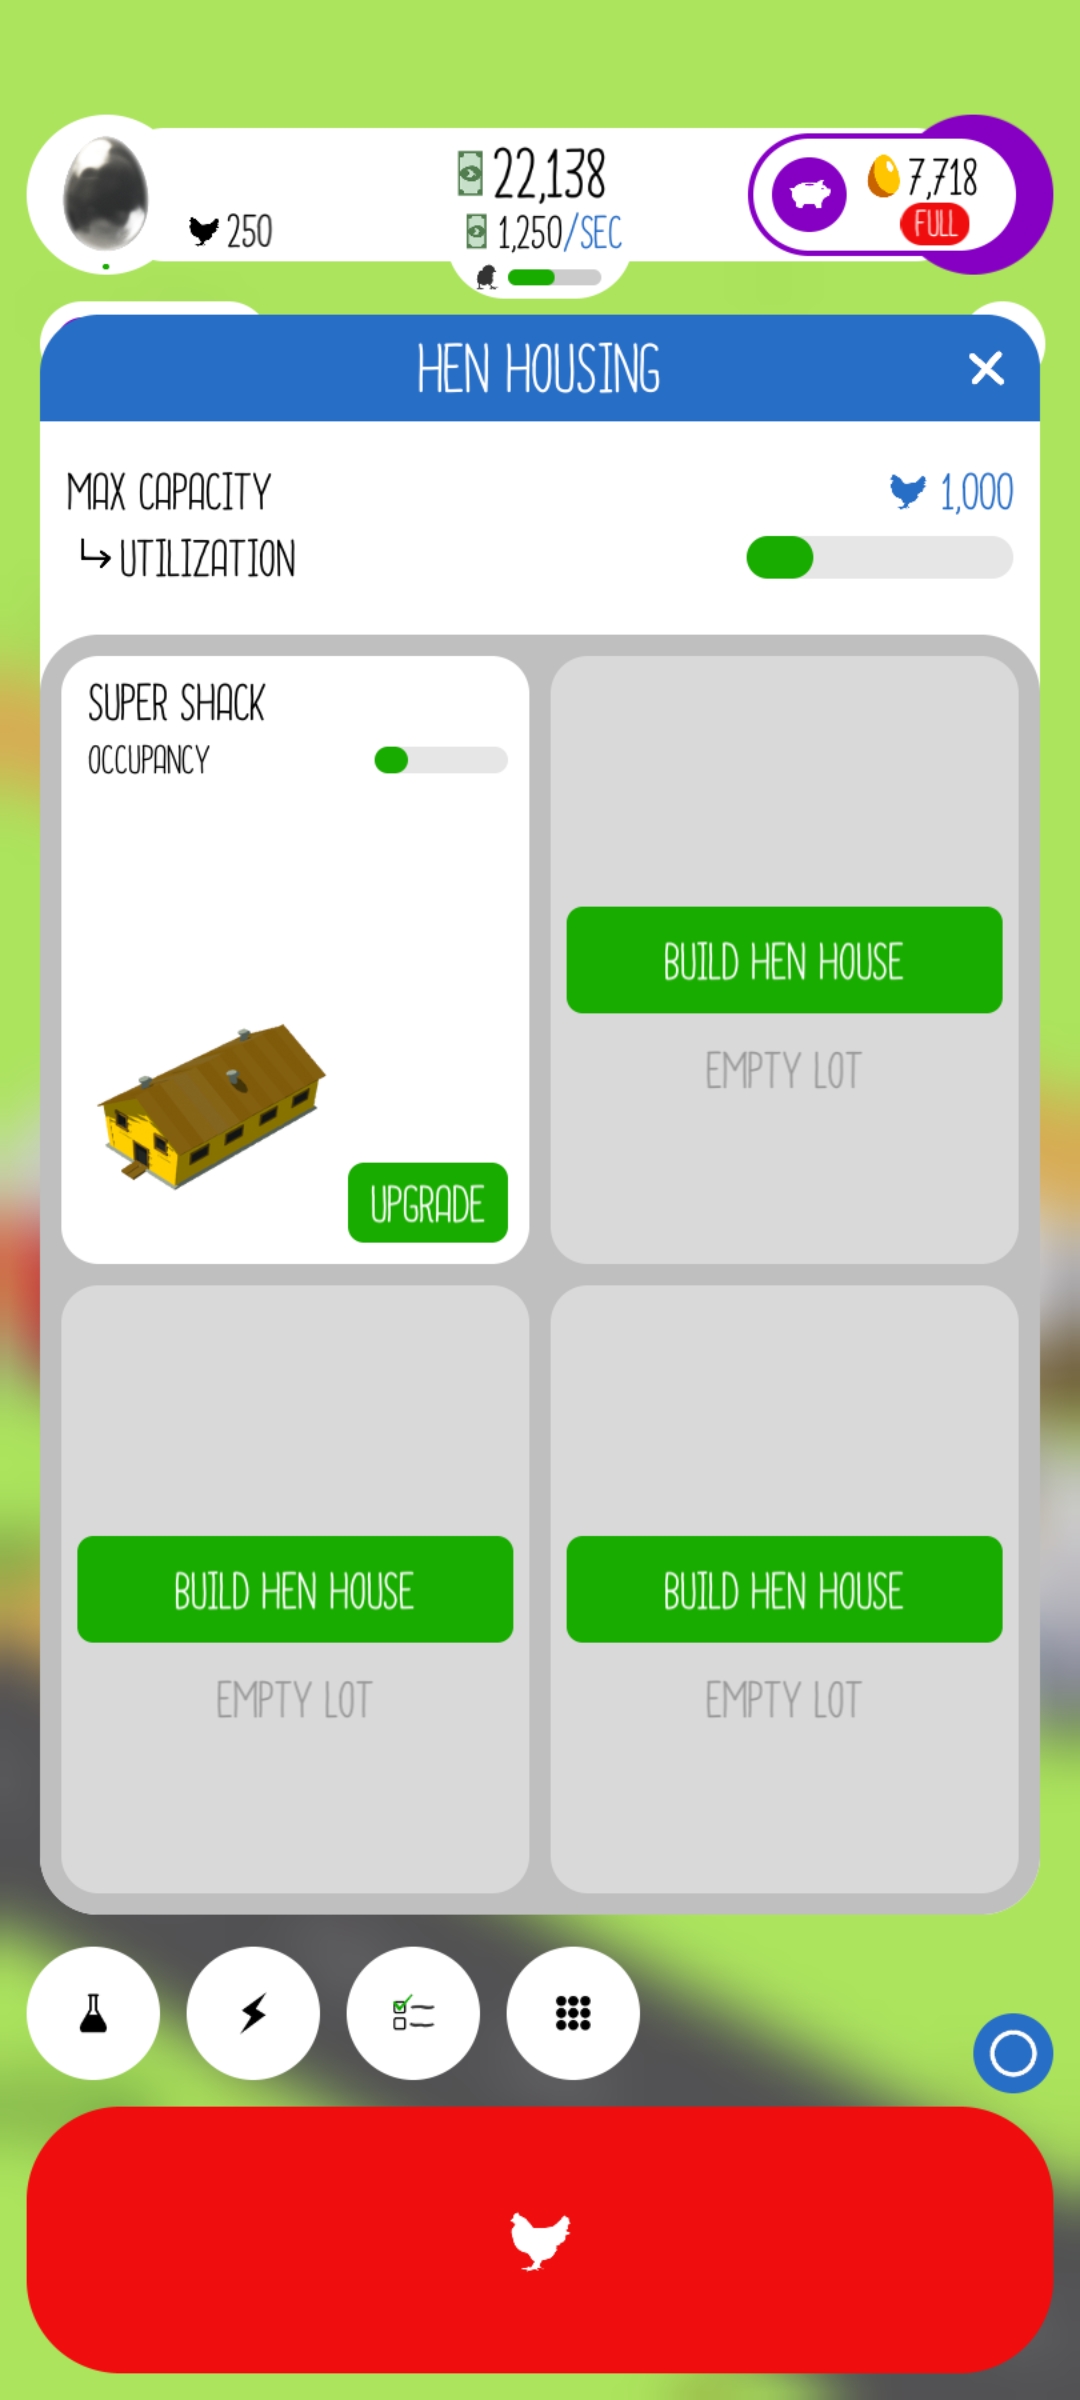 22,138
7,718
250
1,250/SEC
FULL
HEN HOUSING
MAX CAPACITY
1,000
UTILIZATION
SUPER SHACK
OCCUPANCY
UPGRADE
BUILD HEN HOUSE
EMPTY LOT
BUILD HEN HOUSE
EMPTY LOT
BUILD HEN HOUSE
EMPTY LOT